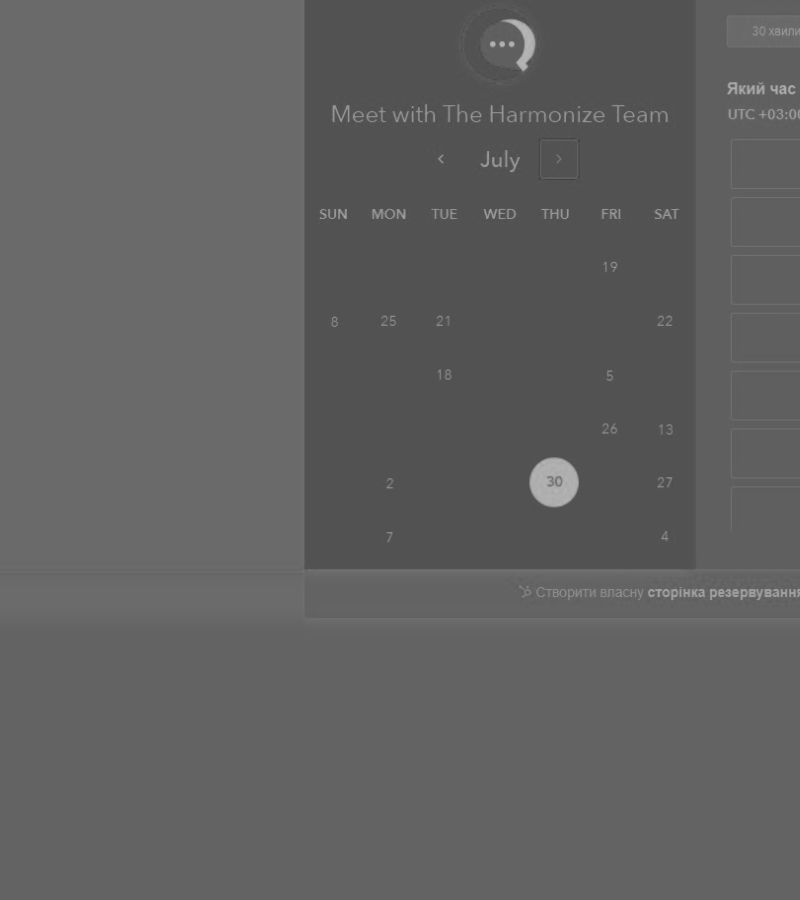 Meet with The Harmonize Team
July
SUN MON TUE WED THU FRI SAT
19
8 25 21 22
18 5
26 13
2 30 27
7 4
Створити власну сторінка резервування
30 хвили
Який час
UTC +03:00